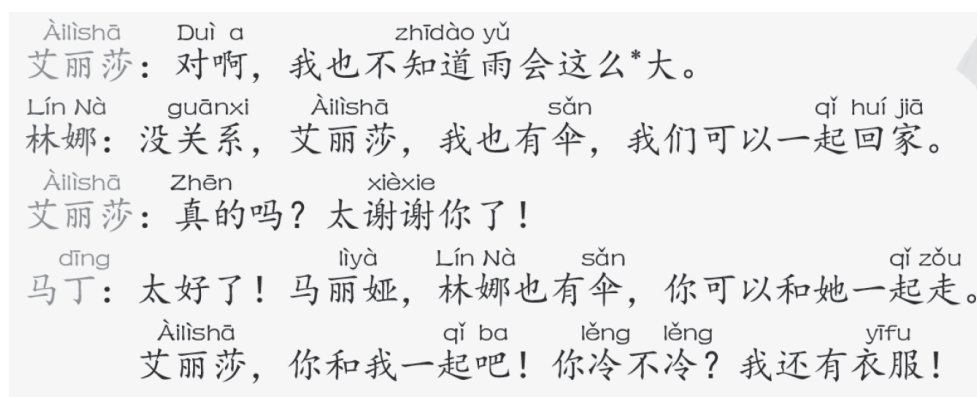 Àilìshā Duì a zhīdào yǔ
艾丽莎：对啊，我也不知道雨会这么*大。
Lín Nà guānxi Àilìshā sǎn qǐ huí jiā
林娜：没关系，艾丽莎，我也有伞，我们可以一起回家。
Àilìshā Zhēn xièxie
艾丽莎：真的吗？太谢谢你了！
dīng lìyà Lín Nà sǎn qǐ zǒu
马丁：太好了！马丽娅，林娜也有伞，你可以和她一起走。
Àilìshā qǐ ba lěng lěng yīfu
艾丽莎，你和我一起吧！你冷不冷？我还有衣服！